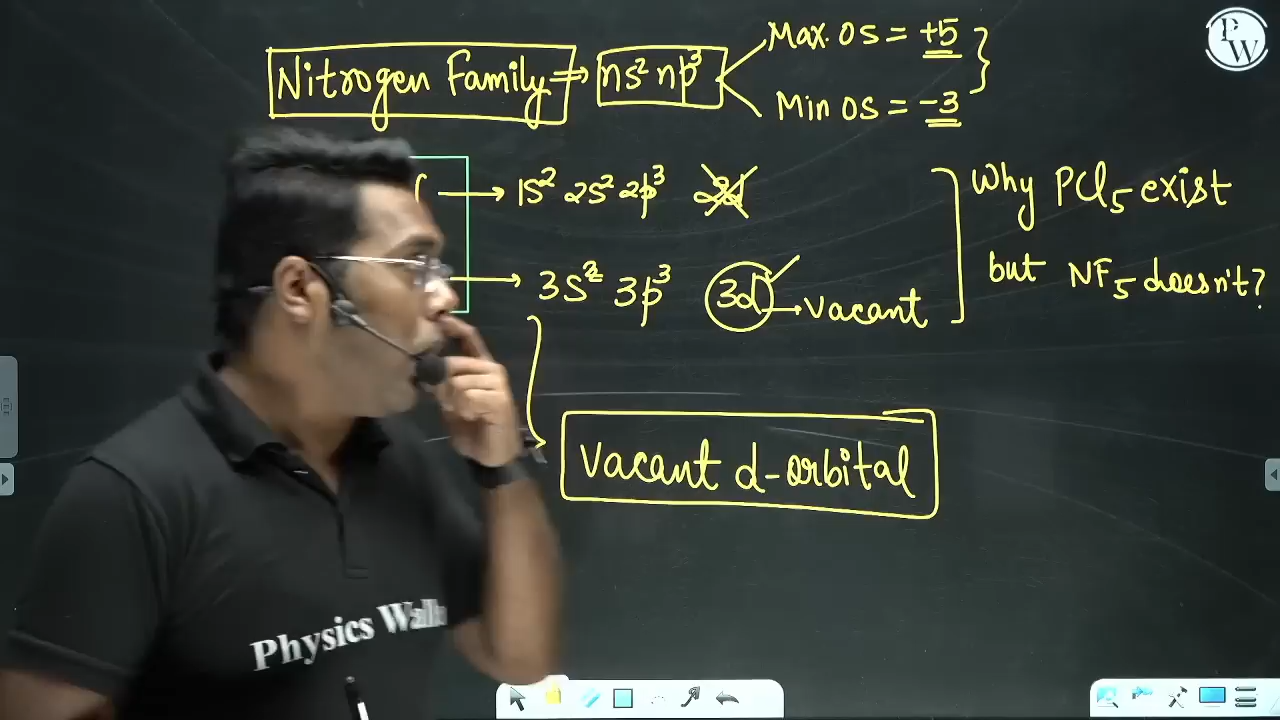 Nitrogen Family ⇒ ns² np³
Max. OS = +5
Min OS = -3
1s² 2s² 2p³ 2d
3s² 3p³ 3d → vacant
Why PCl₅ exist
but NF₅ doesn't?
Vacant d-orbital
Physics Walla
PW